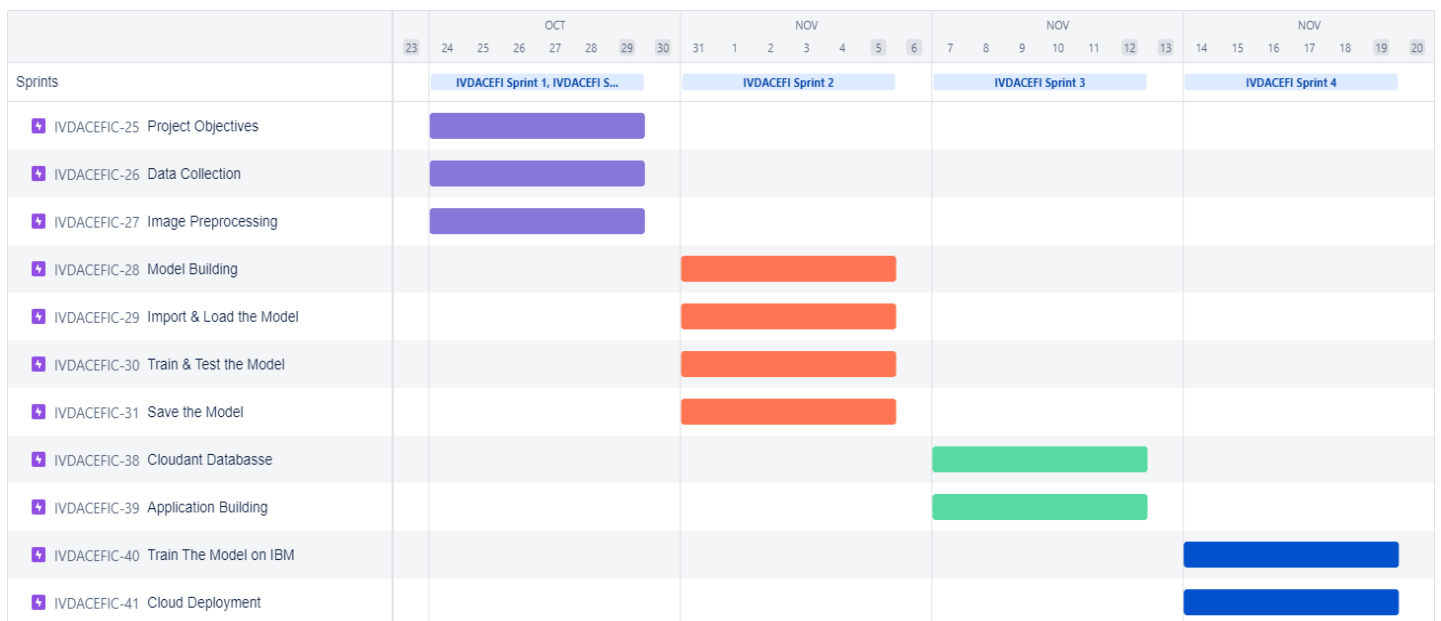 OCT NOV NOV NOV
23 24 25 26 27 28 29 30 31 1 2 3 4 5 6 7 8 9 10 11 12 13 14 15 16 17 18 19 20
Sprints IVDACEFI Sprint 1, IVDACEFI S... IVDACEFI Sprint 2 IVDACEFI Sprint 3 IVDACEFI Sprint 4
IVDACEFIC-25 Project Objectives
IVDACEFIC-26 Data Collection
IVDACEFIC-27 Image Preprocessing
IVDACEFIC-28 Model Building
IVDACEFIC-29 Import & Load the Model
IVDACEFIC-30 Train & Test the Model
IVDACEFIC-31 Save the Model
IVDACEFIC-38 Cloudant Databasse
IVDACEFIC-39 Application Building
IVDACEFIC-40 Train The Model on IBM
IVDACEFIC-41 Cloud Deployment